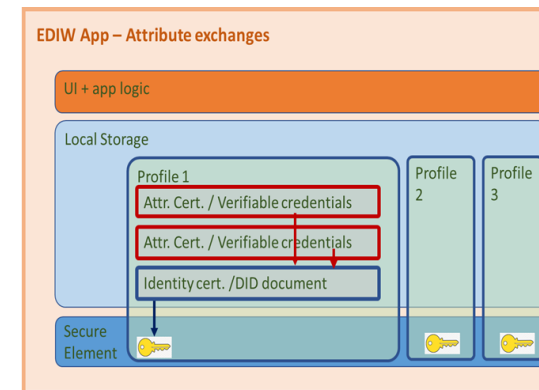 EDIW App – Attribute exchanges
UI + app logic
Local Storage
Profile 1
Attr. Cert. / Verifiable credentials
Attr. Cert. / Verifiable credentials
Identity cert. /DID document
Profile
2
Profile
3
Secure
Element